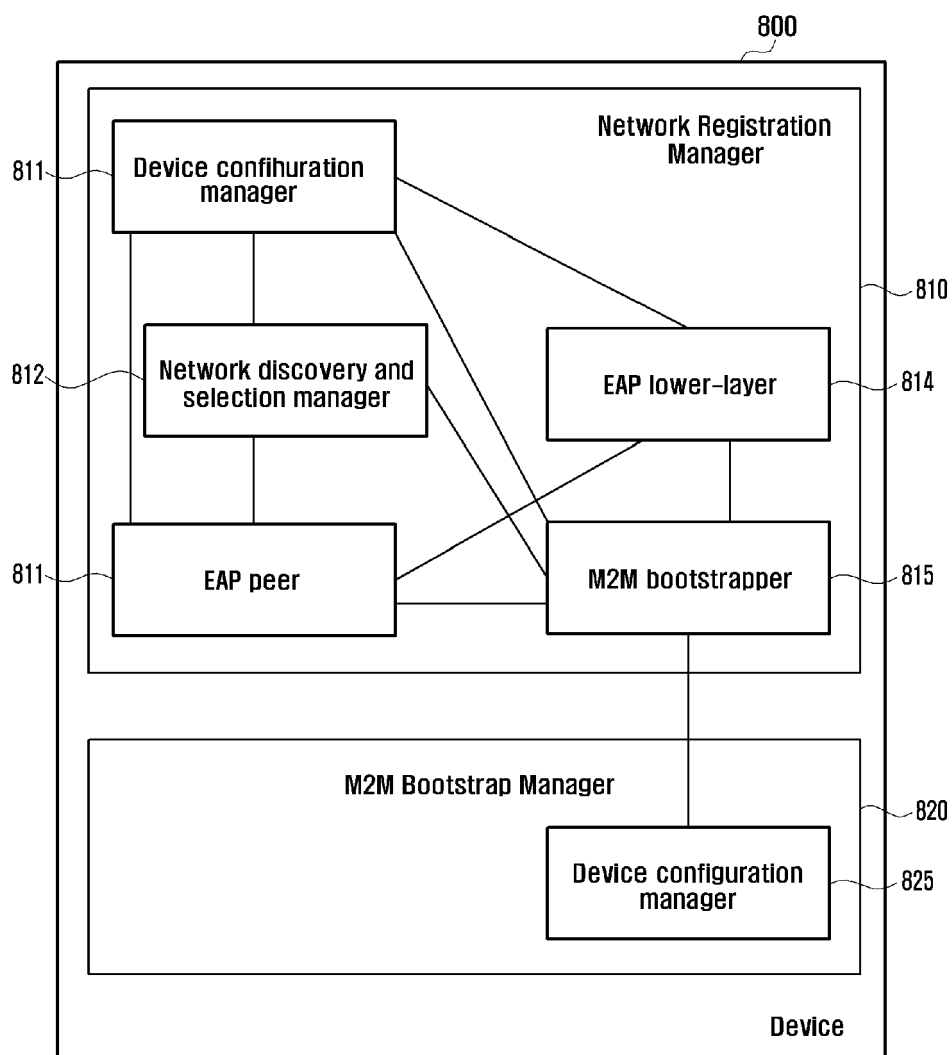 800
Network Registration
Manager
811
Device confihuration
manager
810
812
Network discovery and
selection manager
EAP lower-layer
814
811
EAP peer
M2M bootstrapper
815
M2M Bootstrap Manager
820
Device configuration
manager
825
Device